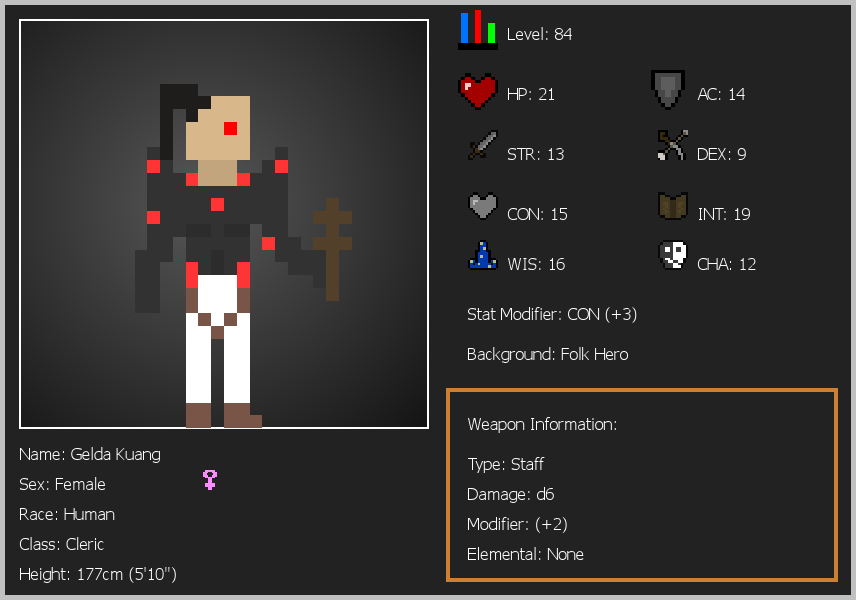 Level: 84
HP: 21
AC: 14
STR: 13
DEX: 9
CON: 15
INT: 19
WIS: 16
CHA: 12
Stat Modifier: CON (+3)
Background: Folk Hero
Weapon Information:
Type: Staff
Damage: d6
Modifier: (+2)
Elemental: None
Name: Gelda Kuang
Sex: Female
Race: Human
Class: Cleric
Height: 177cm (5'10")